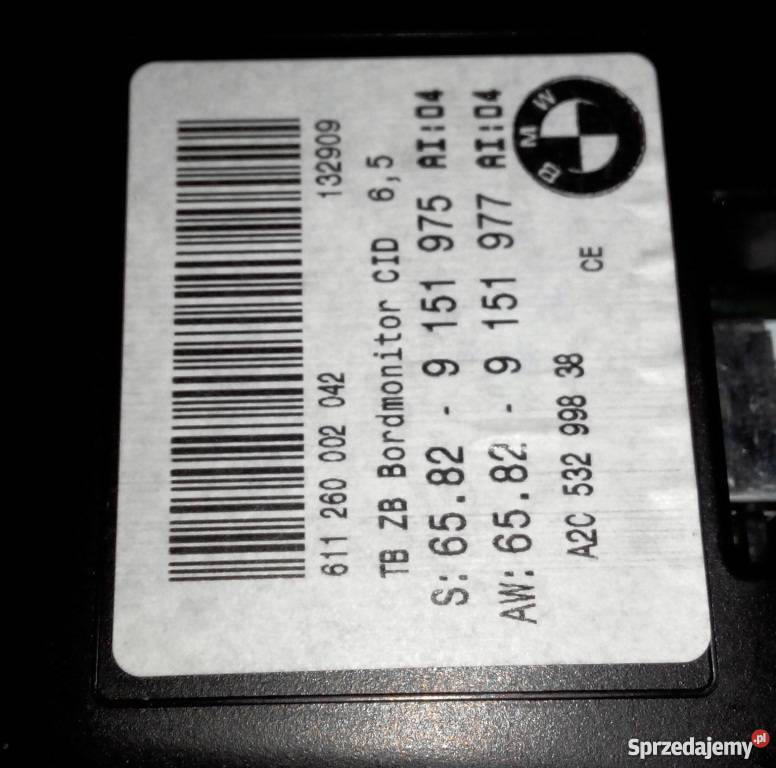 611 260 002 042 132909
TB ZB Bordmonitor CID 6,5
S: 65.82 - 9 151 975 AI:04
AW: 65.82 - 9 151 977 AI:04
A2C 532 998 38 CE
BMW
Sprzedajemy.pl